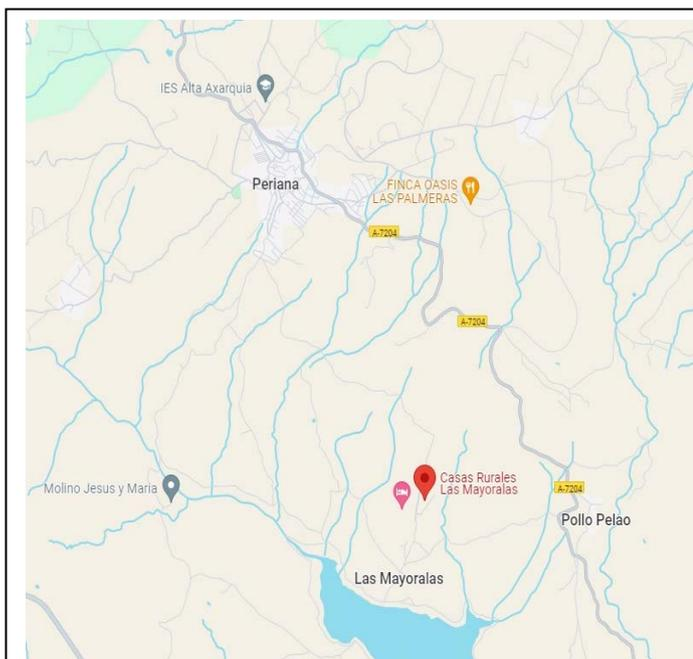 IES Alta Axarquia
Periana
FINCA OASIS
LAS PALMERAS
A-7204
A-7204
Casas Rurales
Las Mayoralas
Molino Jesus y Maria
A-7204
Pollo Pelao
Las Mayoralas